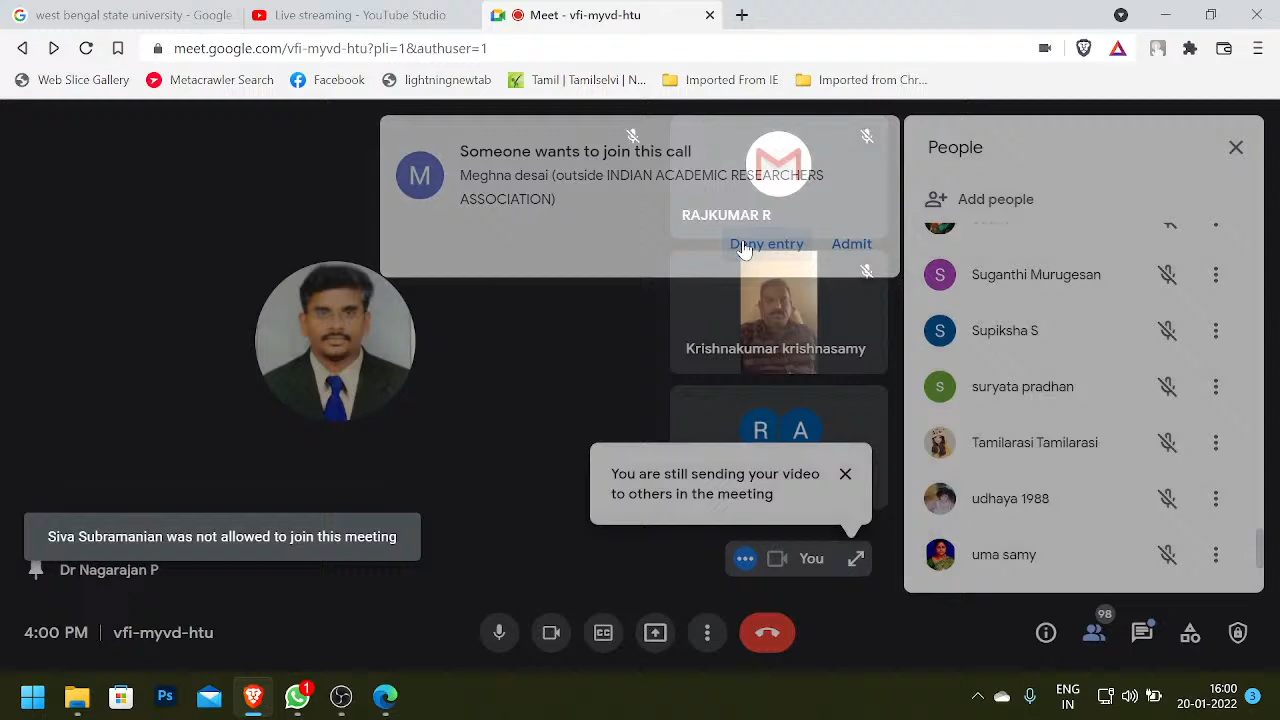 west bengal state university - Google
Live streaming - YouTube Studio
Meet - vfi-myvd-htu
meet.google.com/vfi-myvd-htu?pli=1&authuser=1
Web Slice Gallery
Metacrawler Search
Facebook
lightningnewtab
Tamil | Tamilselvi | N...
Imported From IE
Imported from Chr...
M
Someone wants to join this call
Meghna desai (outside INDIAN ACADEMIC RESEARCHERS
ASSOCIATION)
RAJKUMAR R
Deny entry
Admit
Krishnakumar krishnasamy
R A
You are still sending your video
to others in the meeting
You
Siva Subramanian was not allowed to join this meeting
Dr Nagarajan P
People
Add people
S Suganthi Murugesan
S Supiksha S
s suryata pradhan
Tamilarasi Tamilarasi
udhaya 1988
uma samy
4:00 PM | vfi-myvd-htu
CC
98
Ps
1
ENG
IN
16:00
20-01-2022
3